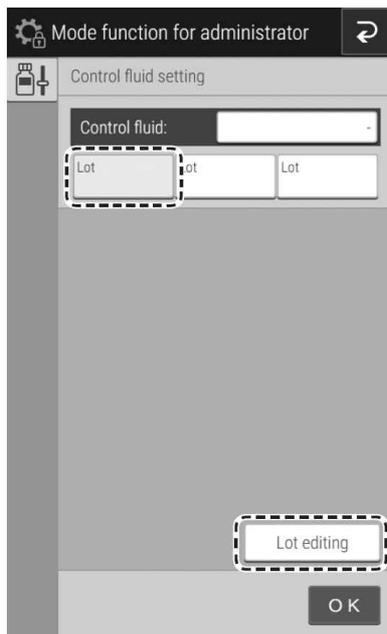 Mode function for administrator
Control fluid setting
Control fluid: -
Lot Lot Lot
Lot editing
OK